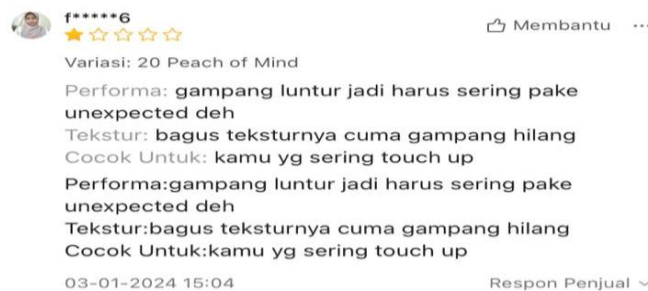 f*****6
Membantu
Variasi: 20 Peach of Mind
Performa: gampang luntur jadi harus sering pake
unexpected deh
Tekstur: bagus teksturnya cuma gampang hilang
Cocok Untuk: kamu yg sering touch up
Performa:gampang luntur jadi harus sering pake
unexpected deh
Tekstur:bagus teksturnya cuma gampang hilang
Cocok Untuk:kamu yg sering touch up
03-01-2024 15:04
Respon Penjual